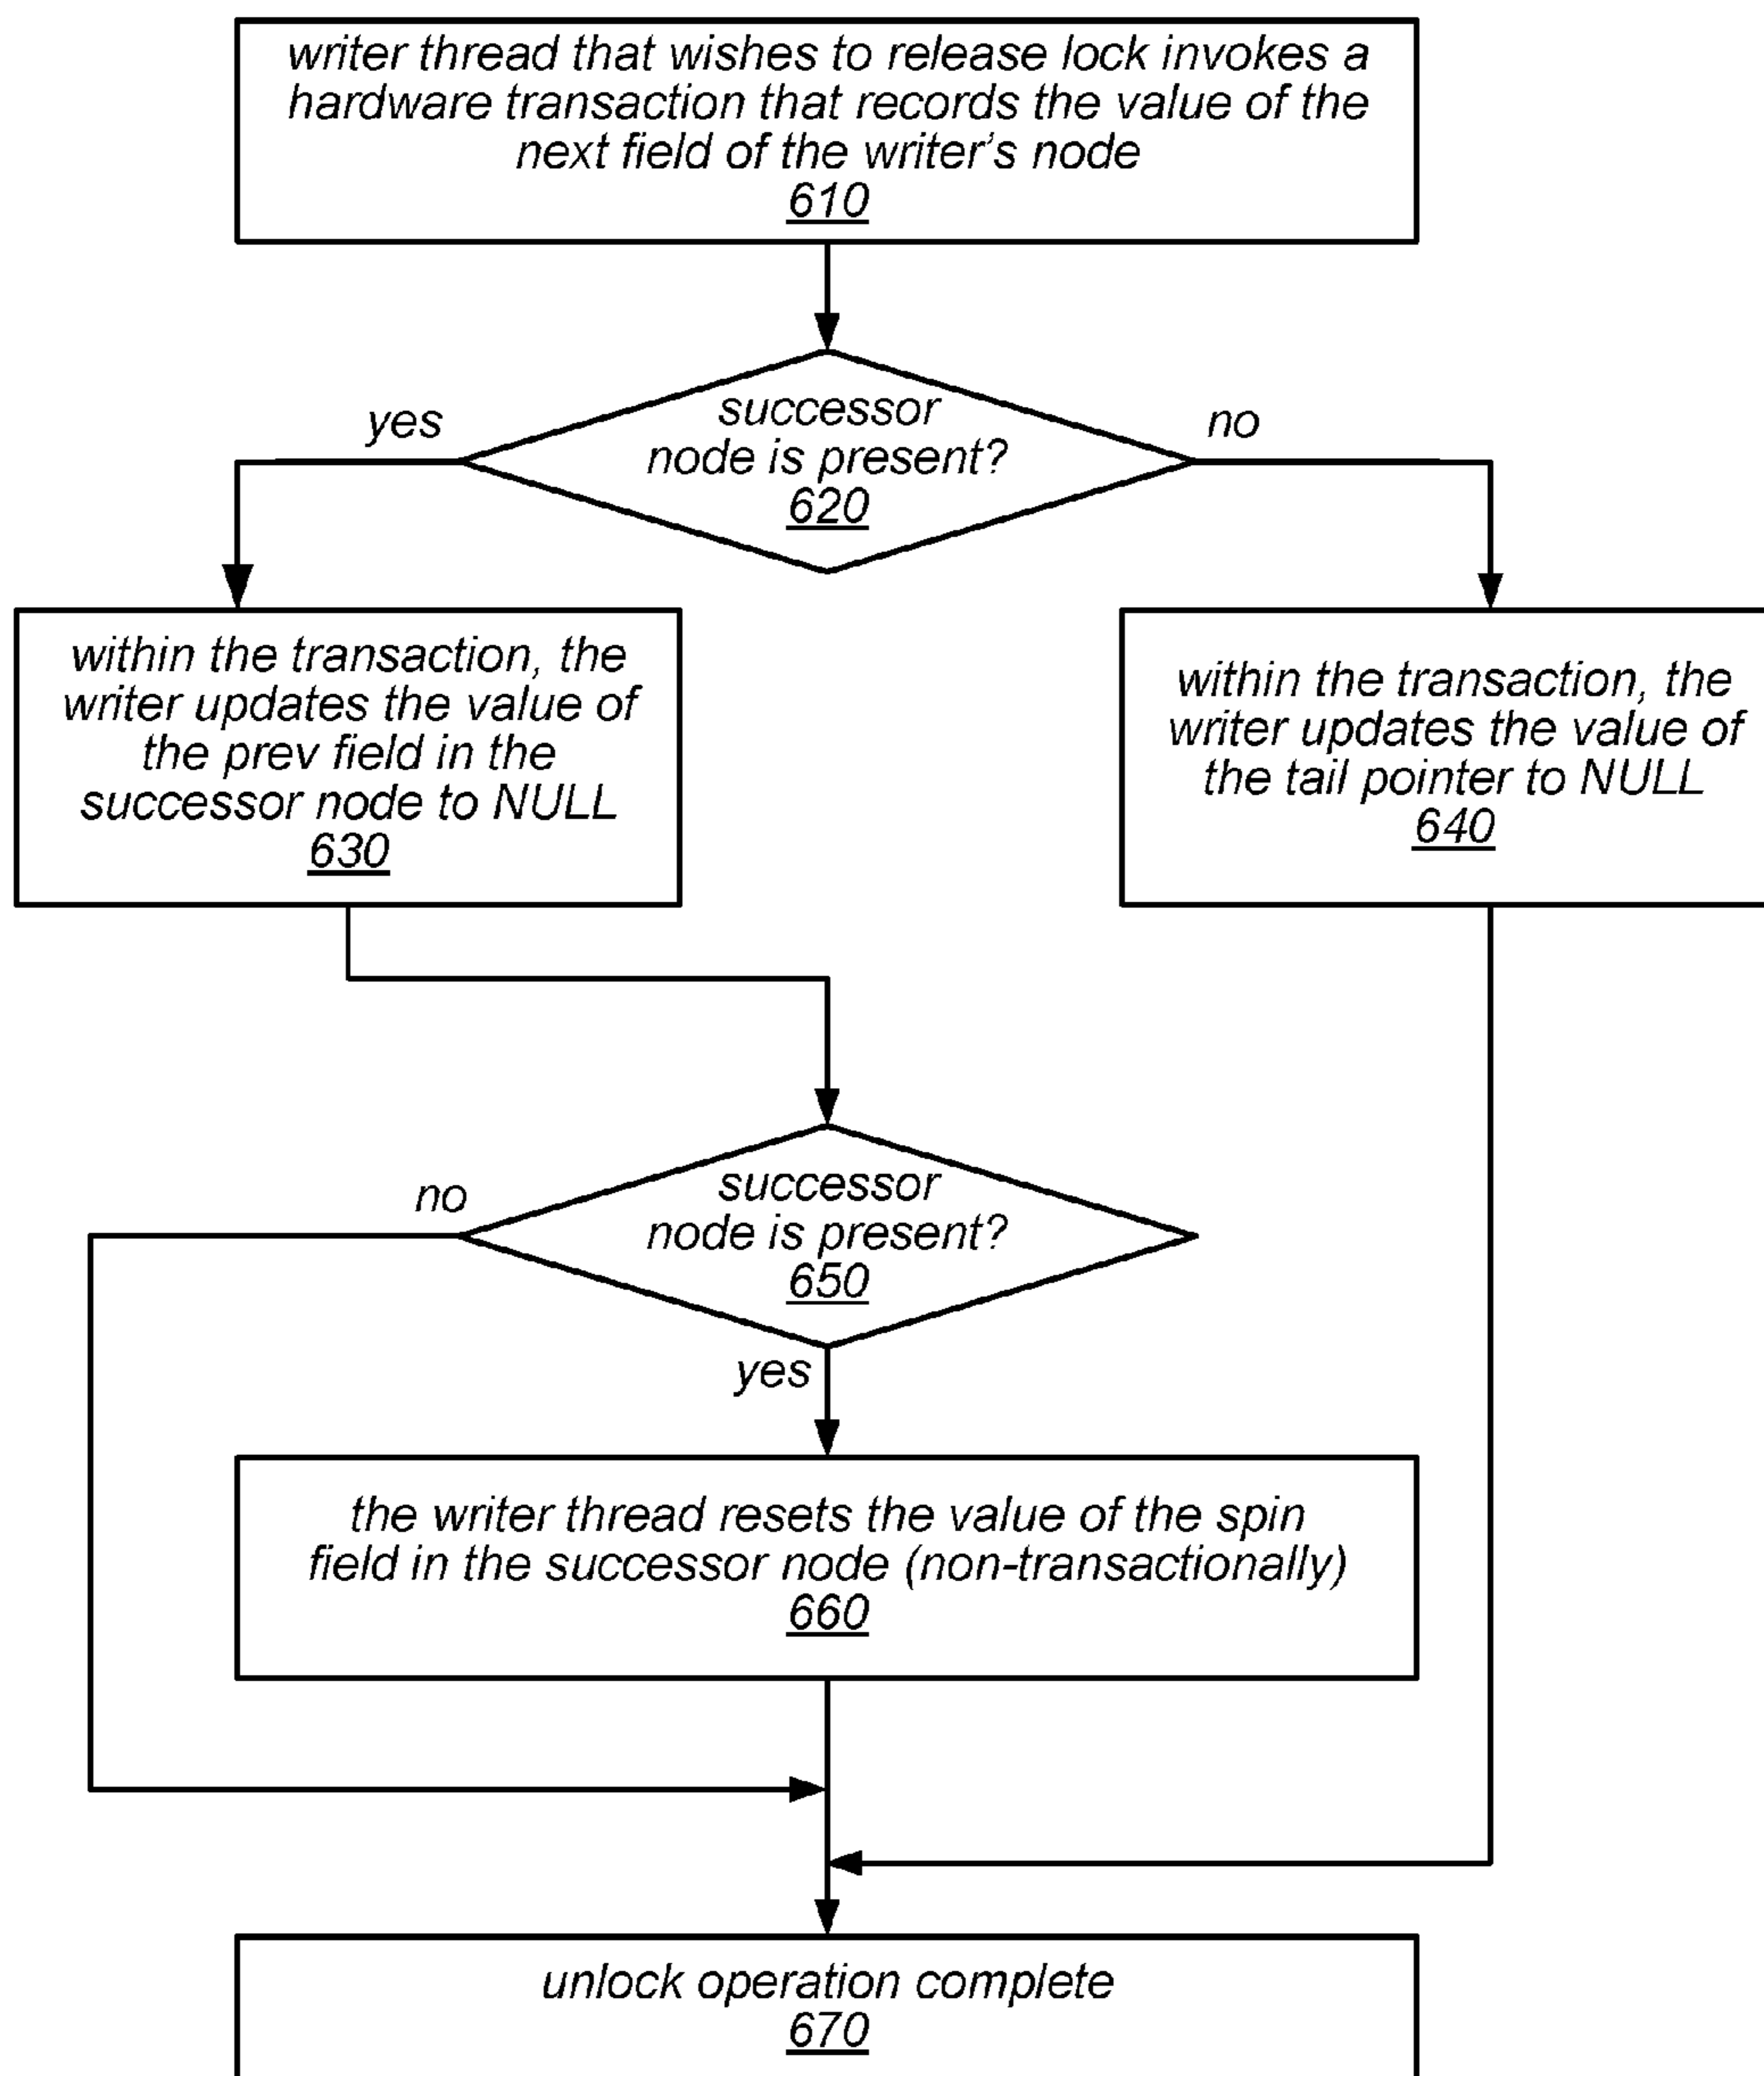 writer thread that wishes to release lock invokes a
hardware transaction that records the value of the
next field of the writer's node
610
successor
node is present?
620
yes
no
within the transaction, the
writer updates the value of
the prev field in the
successor node to NULL
630
within the transaction, the
writer updates the value of
the tail pointer to NULL
640
successor
node is present?
650
no
yes
the writer thread resets the value of the spin
field in the successor node (non-transactionally)
660
unlock operation complete
670